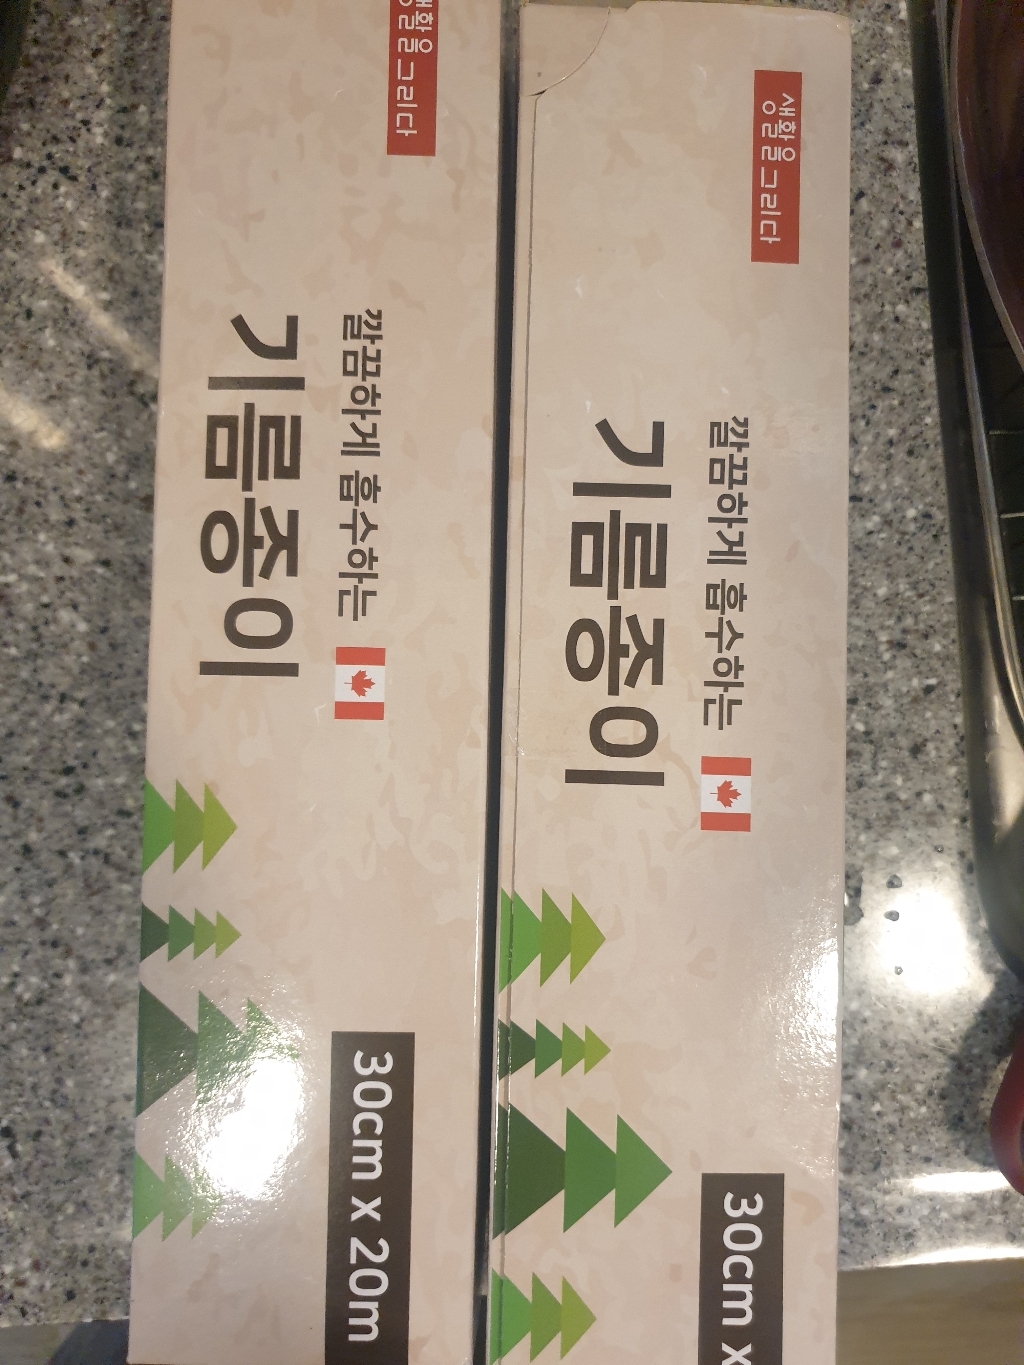 생활을
그리다
깔끔하게 흡수하는
기름종이
30cm x 20m
생활용
을를그리다
깔끔하게 흡수하는
기름종이
30cm x